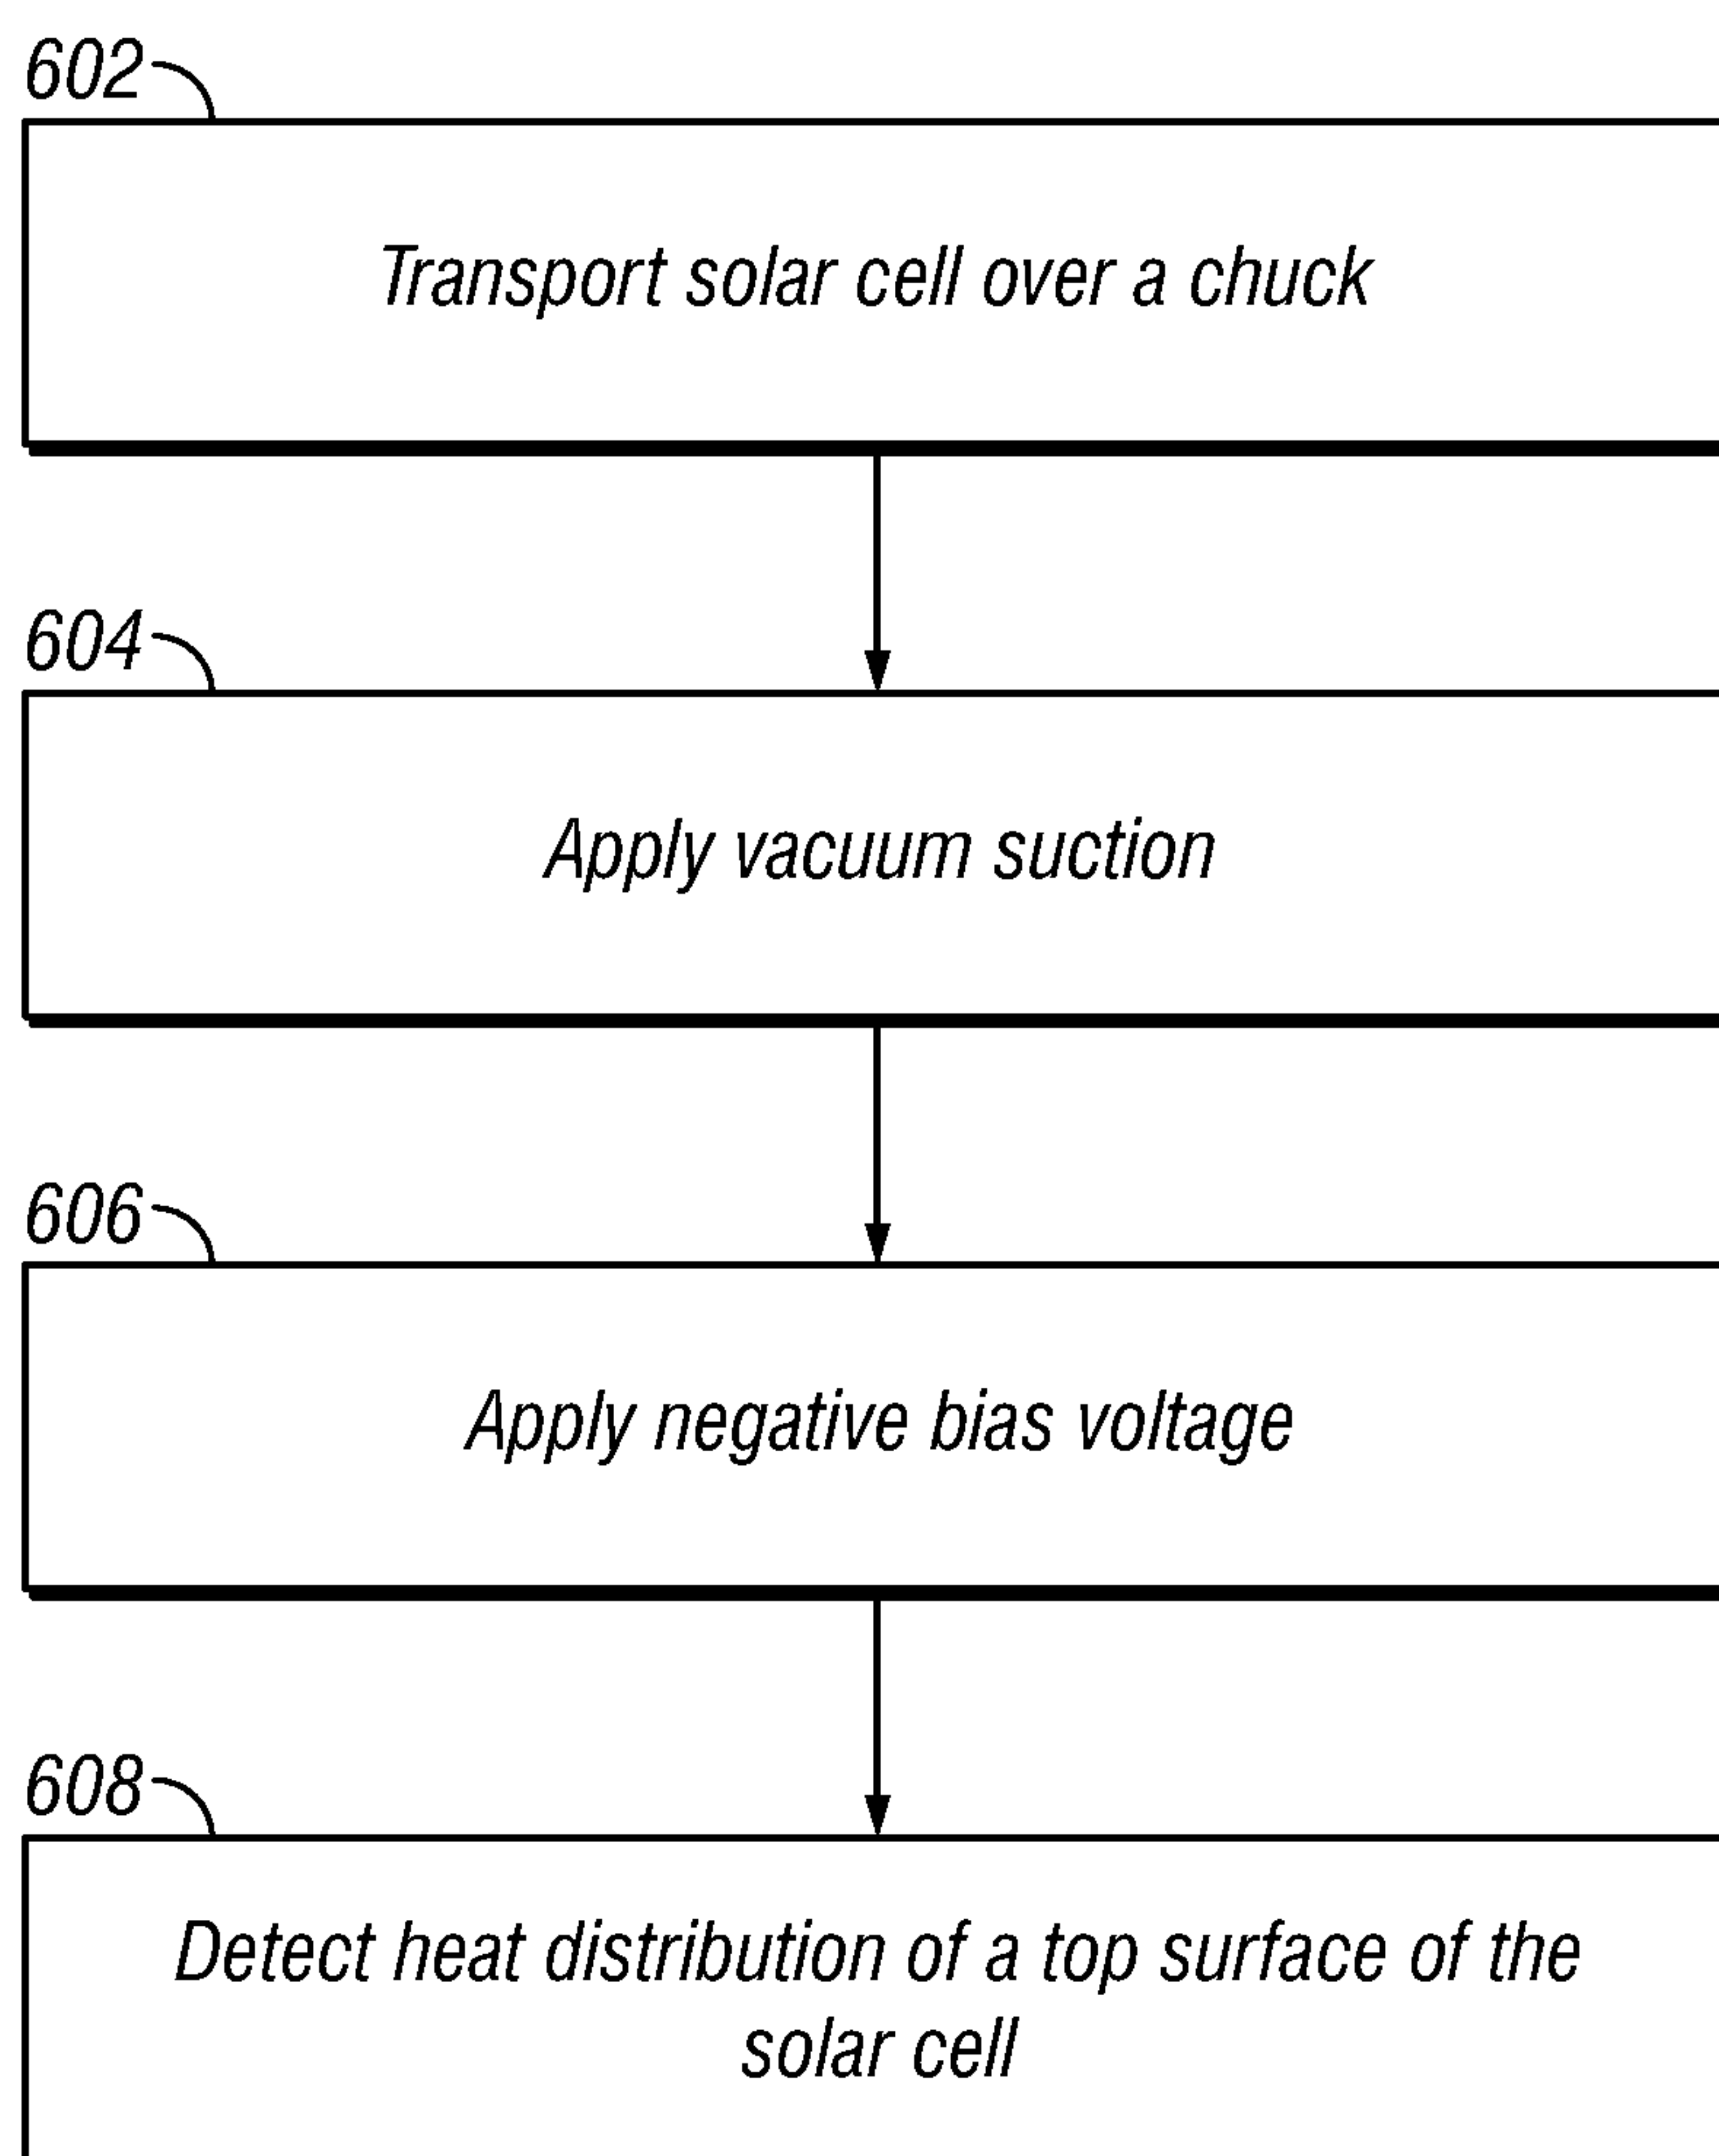 602
Transport solar cell over a chuck
604
Apply vacuum suction
606
Apply negative bias voltage
608
Detect heat distribution of a top surface of the
solar cell